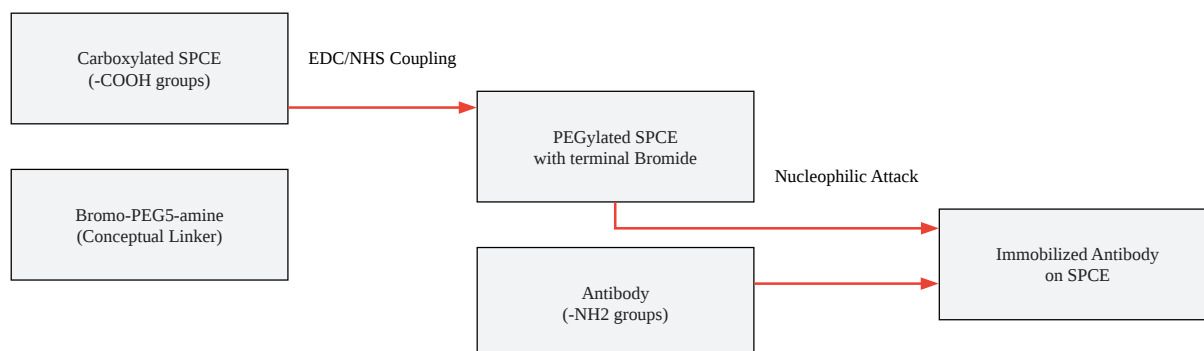 Carboxylated SPCE
(-COOH groups)
EDC/NHS Coupling
PEGylated SPCE
with terminal Bromide
Nucleophilic Attack
Bromo-PEG5-amine
(Conceptual Linker)
Immobilized Antibody
on SPCE
Antibody
(-NH2 groups)